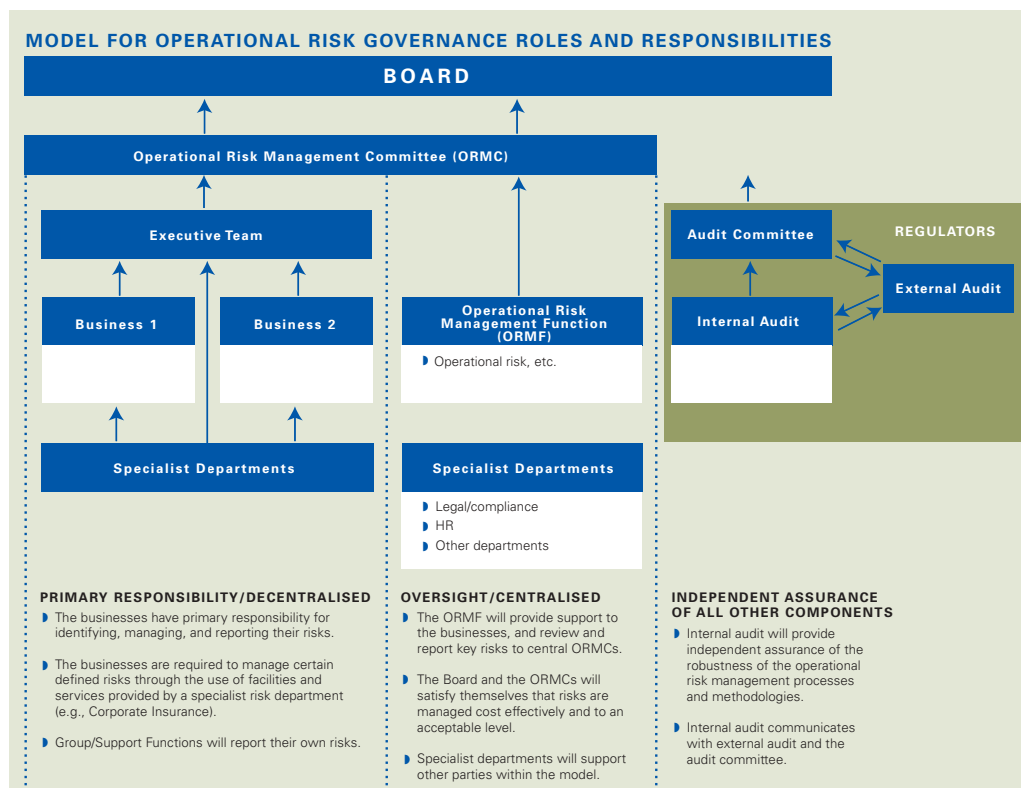 MODEL FOR OPERATIONAL RISK GOVERNANCE ROLES AND RESPONSIBILITIES
BOARD
Operational Risk Management Committee (ORMC)
Executive Team
Business 1
Business 2
Specialist Departments
Operational Risk
Management Function
(ORMF)
Operational risk, etc.
Specialist Departments
Legal/compliance
HR
Other departments
REGULATORS
Audit Committee
External Audit
Internal Audit
PRIMARY RESPONSIBILITY/DECENTRALISED
The businesses have primary responsibility for
identifying, managing, and reporting their risks.
The businesses are required to manage certain
defined risks through the use of facilities and
services provided by a specialist risk department
(e.g., Corporate Insurance).
Group/Support Functions will report their own risks.
OVERSIGHT/CENTRALISED
The ORMF will provide support to
the businesses, and review and
report key risks to central ORMCs.
The Board and the ORMCs will
satisfy themselves that risks are
managed cost effectively and to an
acceptable level.
Specialist departments will support
other parties within the model.
INDEPENDENT ASSURANCE
OF ALL OTHER COMPONENTS
Internal audit will provide
independent assurance of the
robustness of the operational
risk management processes
and methodologies.
Internal audit communicates
with external audit and the
audit committee.